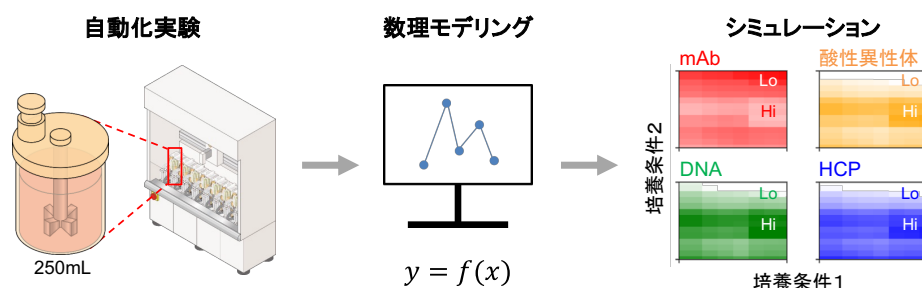 自動化実験
数理モデリング
シミュレーション
250mL
y = f(x)
mAb
Lo
Hi
酸性異性体
Lo
Hi
DNA
Lo
Hi
HCP
Lo
Hi
培養条件2
培養条件1